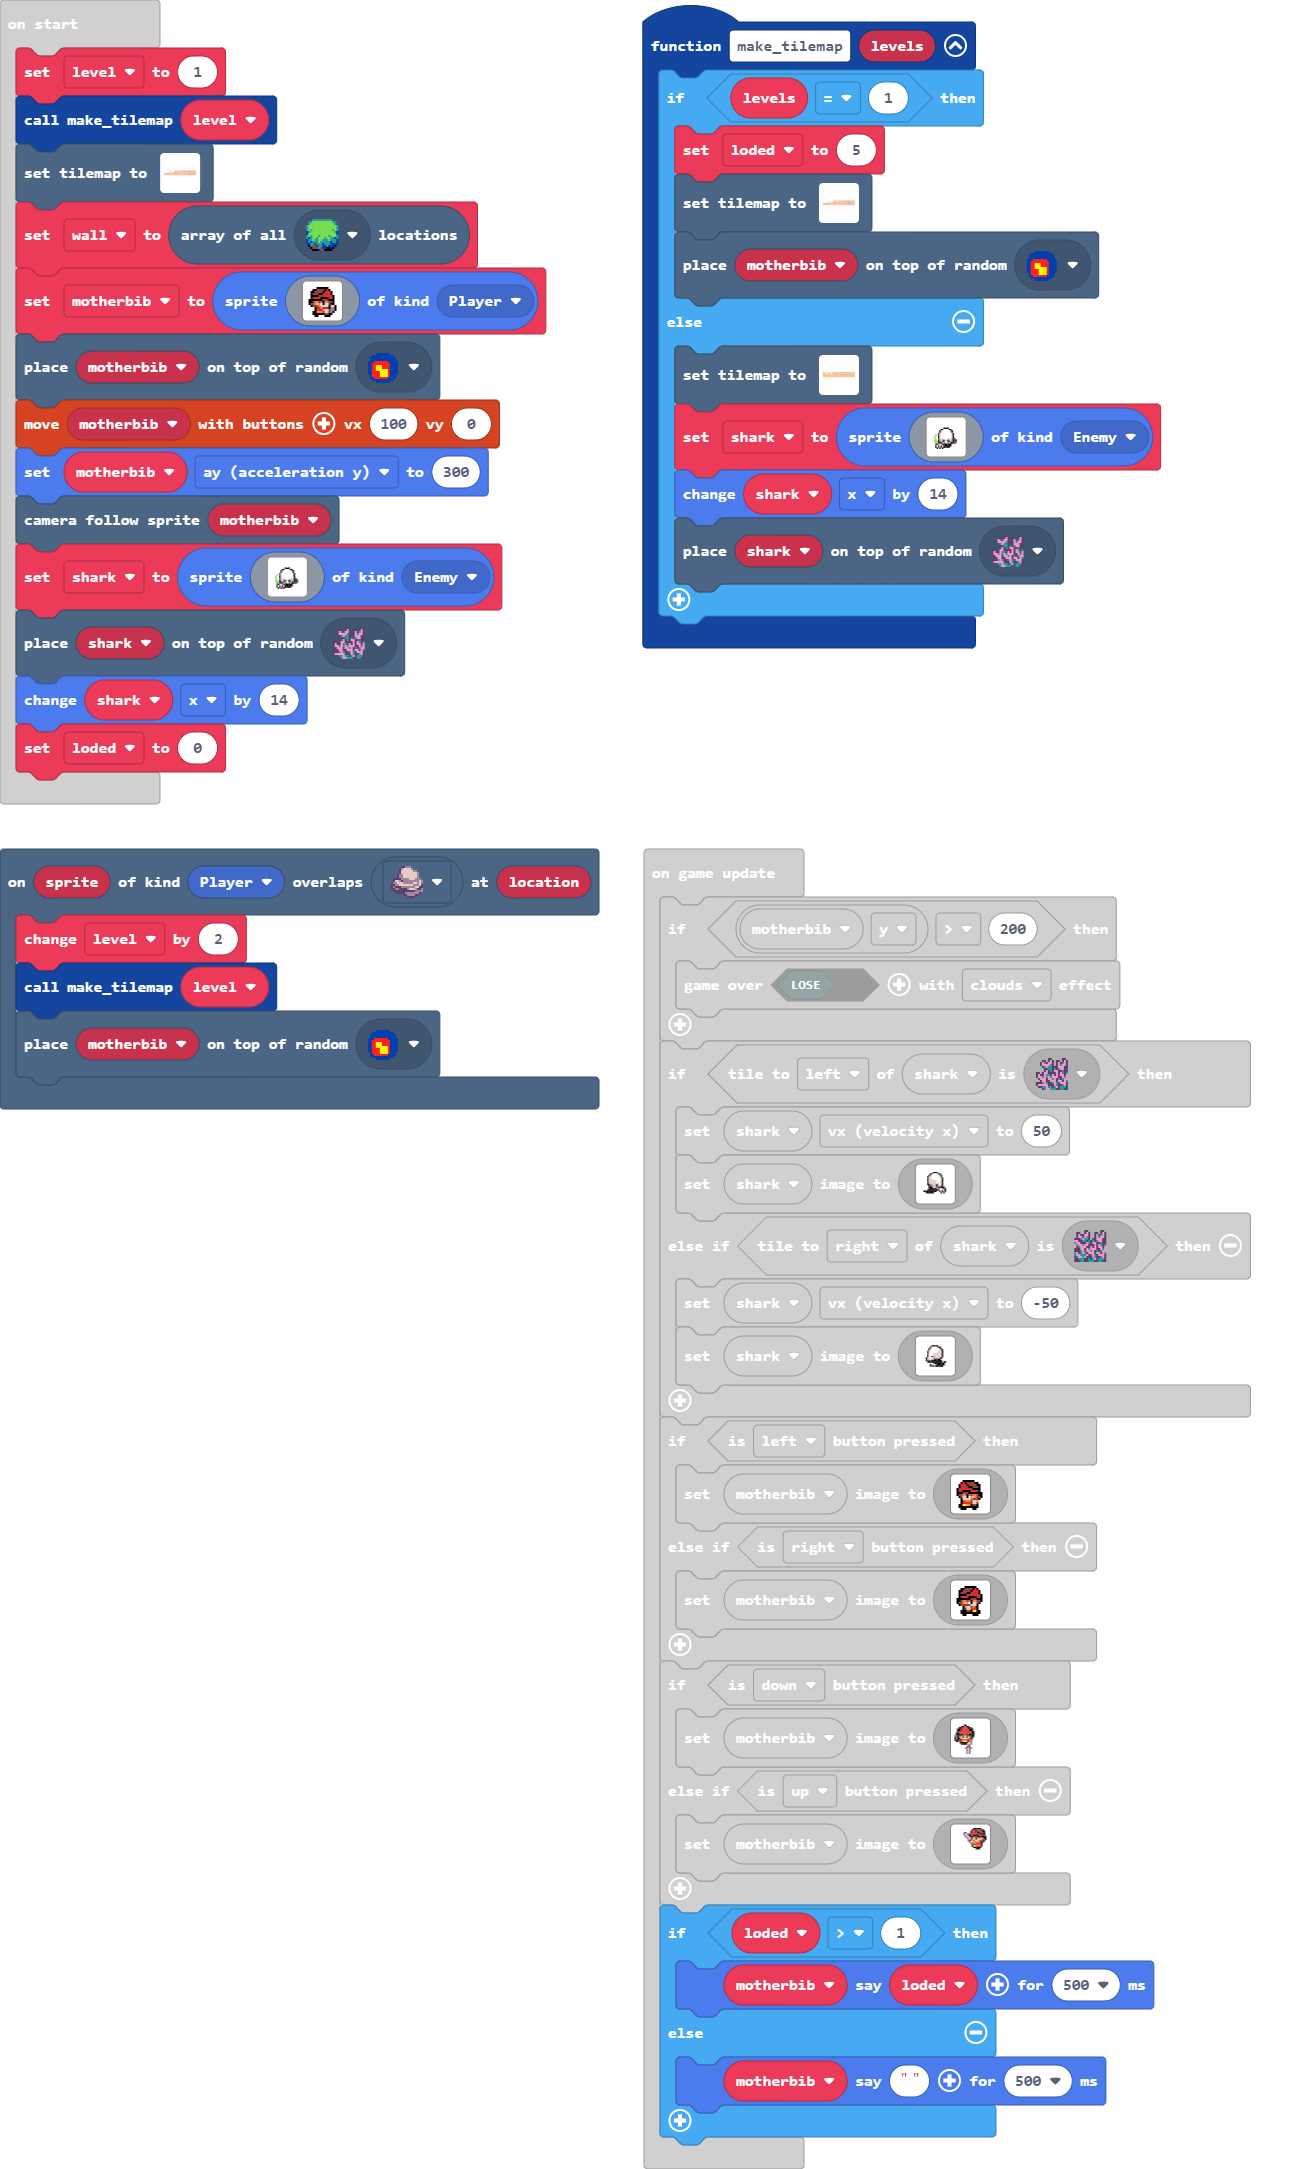 on start
set level to 1
call make_tilemap level
set tilemap to
set wall to array of all locations
set motherbib to sprite of kind Player
place motherbib on top of random
move motherbib with buttons vx 100 vy 0
set motherbib ay (acceleration y) to 300
camera follow sprite motherbib
set shark to sprite of kind Enemy
place shark on top of random
change shark x by 14
set loded to 0
function make_tilemap levels
if levels = 1 then
set loded to 5
set tilemap to
place motherbib on top of random
else
set tilemap to
set shark to sprite of kind Enemy
change shark x by 14
place shark on top of random
on sprite of kind Player overlaps at location
change level by 2
call make_tilemap level
place motherbib on top of random
on game update
if motherbib y > 200 then
game over LOSE with clouds effect
if tile to left of shark is then
set shark vx (velocity x) to 50
set shark image to
else if tile to right of shark is then
set shark vx (velocity x) to -50
set shark image to
if is left button pressed then
set motherbib image to
else if is right button pressed then
set motherbib image to
if is down button pressed then
set motherbib image to
else if is up button pressed then
set motherbib image to
if loded > 1 then
motherbib say loded for 500 ms
else
motherbib say " " for 500 ms